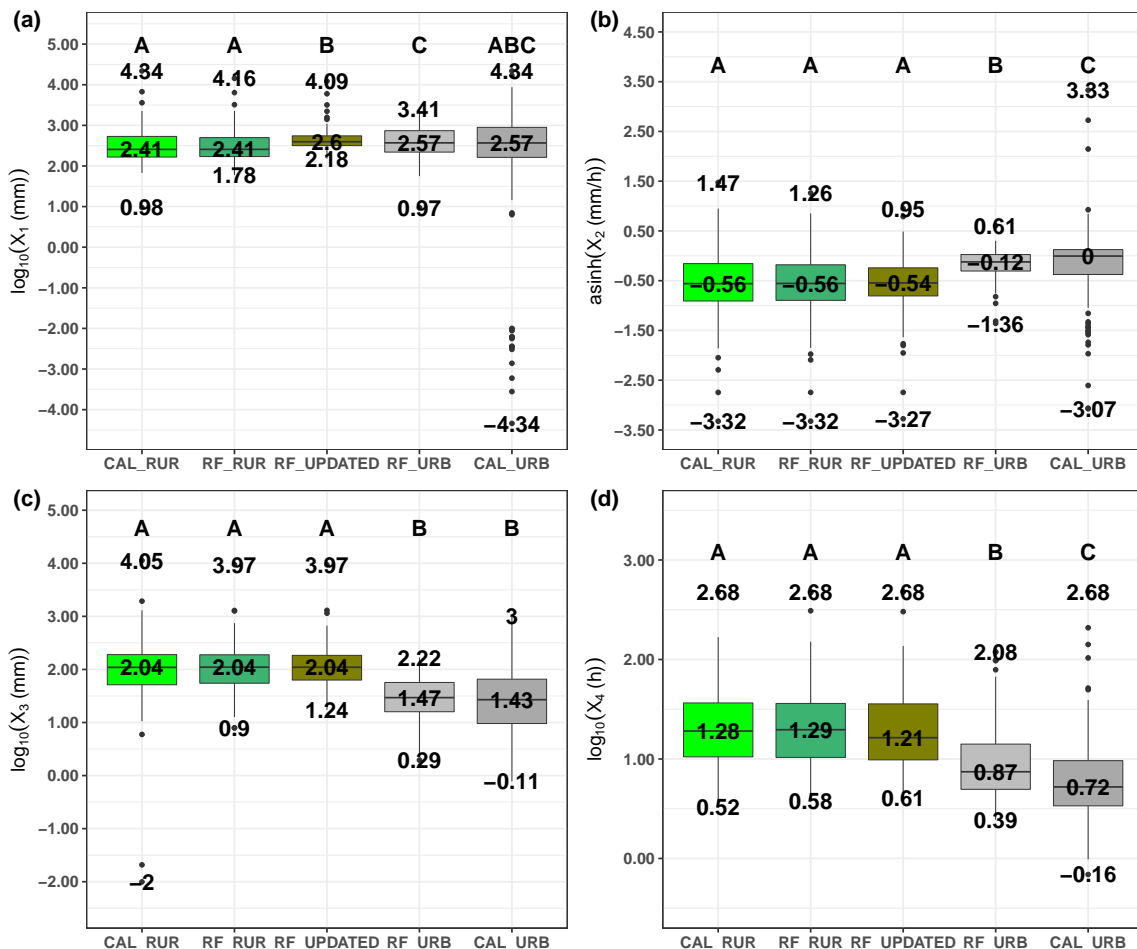 (a)
log10(X1 (mm))
5.00
4.00
3.00
2.00
1.00
0.00
−1.00
−2.00
−3.00
−4.00
A A B C ABC
4.34 4.16 4.09 3.41 4.34
2.41 2.41 2.6 2.57 2.57
0.98 1.78 2.18 0.97 −4.34
CAL_RUR RF_RUR RF_UPDATED RF_URB CAL_URB
(b)
asinh(X2 (mm/h))
4.50
3.50
2.50
1.50
0.50
−0.50
−1.50
−2.50
−3.50
A A A B C
1.47 1.26 0.95 0.61 3.33
−0.56 −0.56 −0.54 −0.12 0
−3.32 −3.32 −3.27 −1.36 −3.07
CAL_RUR RF_RUR RF_UPDATED RF_URB CAL_URB
(c)
log10(X3 (mm))
5.00
4.00
3.00
2.00
1.00
0.00
−1.00
−2.00
A A A B B
4.05 3.97 3.97 2.22 3
2.04 2.04 2.04 1.47 1.43
−2 0.9 1.24 0.29 −0.11
CAL_RUR RF_RUR RF_UPDATED RF_URB CAL_URB
(d)
log10(X4 (h))
3.00
2.00
1.00
0.00
A A A B C
2.68 2.68 2.68 2.08 2.68
1.28 1.29 1.21 0.87 0.72
0.52 0.58 0.61 0.39 −0.16
CAL_RUR RF_RUR RF_UPDATED RF_URB CAL_URB